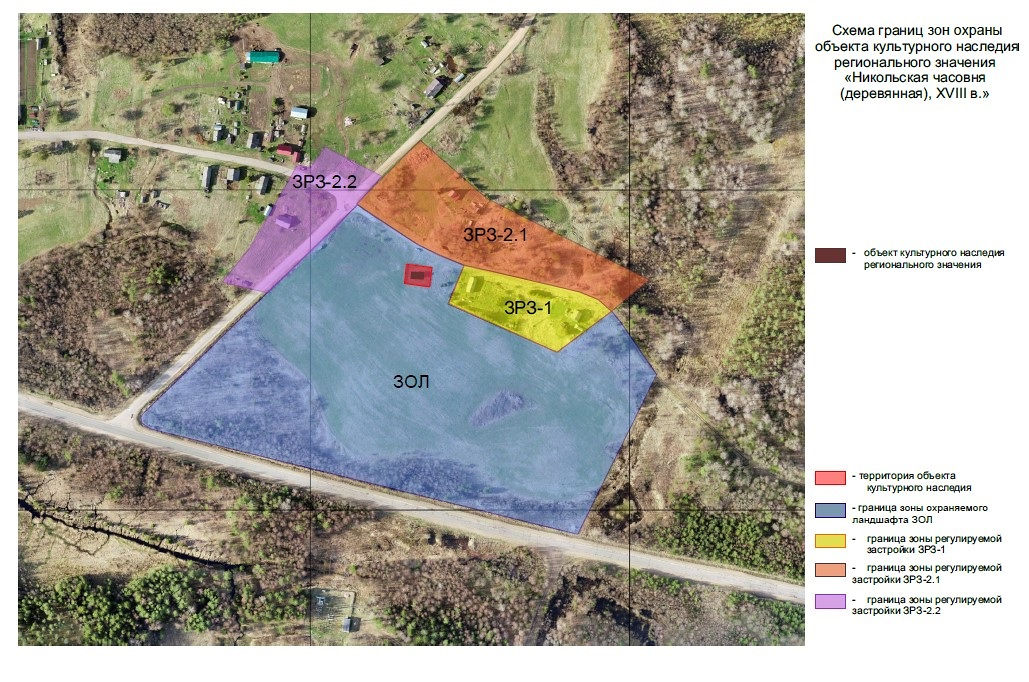 Схема границ зон охраны
объекта культурного наследия
регионального значения
«Никольская часовня
(деревянная), XVIII в.»
ЗРЗ-2.2
ЗРЗ-2.1
ЗРЗ-1
ЗОЛ
- объект культурного наследия
регионального значения
- территория объекта
культурного наследия
- граница зоны охраняемого
ландшафта ЗОЛ
- граница зоны регулируемой
застройки ЗРЗ-1
- граница зоны регулируемой
застройки ЗРЗ-2.1
- граница зоны регулируемой
застройки ЗРЗ-2.2